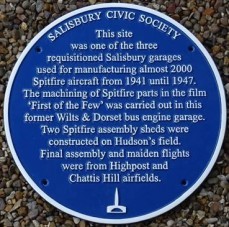 SALISBURY CIVIC SOCIETY
This site
was one of the three
requisitioned Salisbury garages
used for manufacturing almost 2000
Spitfire aircraft from 1941 until 1947.
The machining of Spitfire parts in the film
"First of the Few" was carried out in this
former Wilts & Dorset bus engine garage.
Two Spitfire assembly sheds were
constructed on Hudson's field.
Final assembly and maiden flights
were from Highpost and
Chattis Hill airfields.